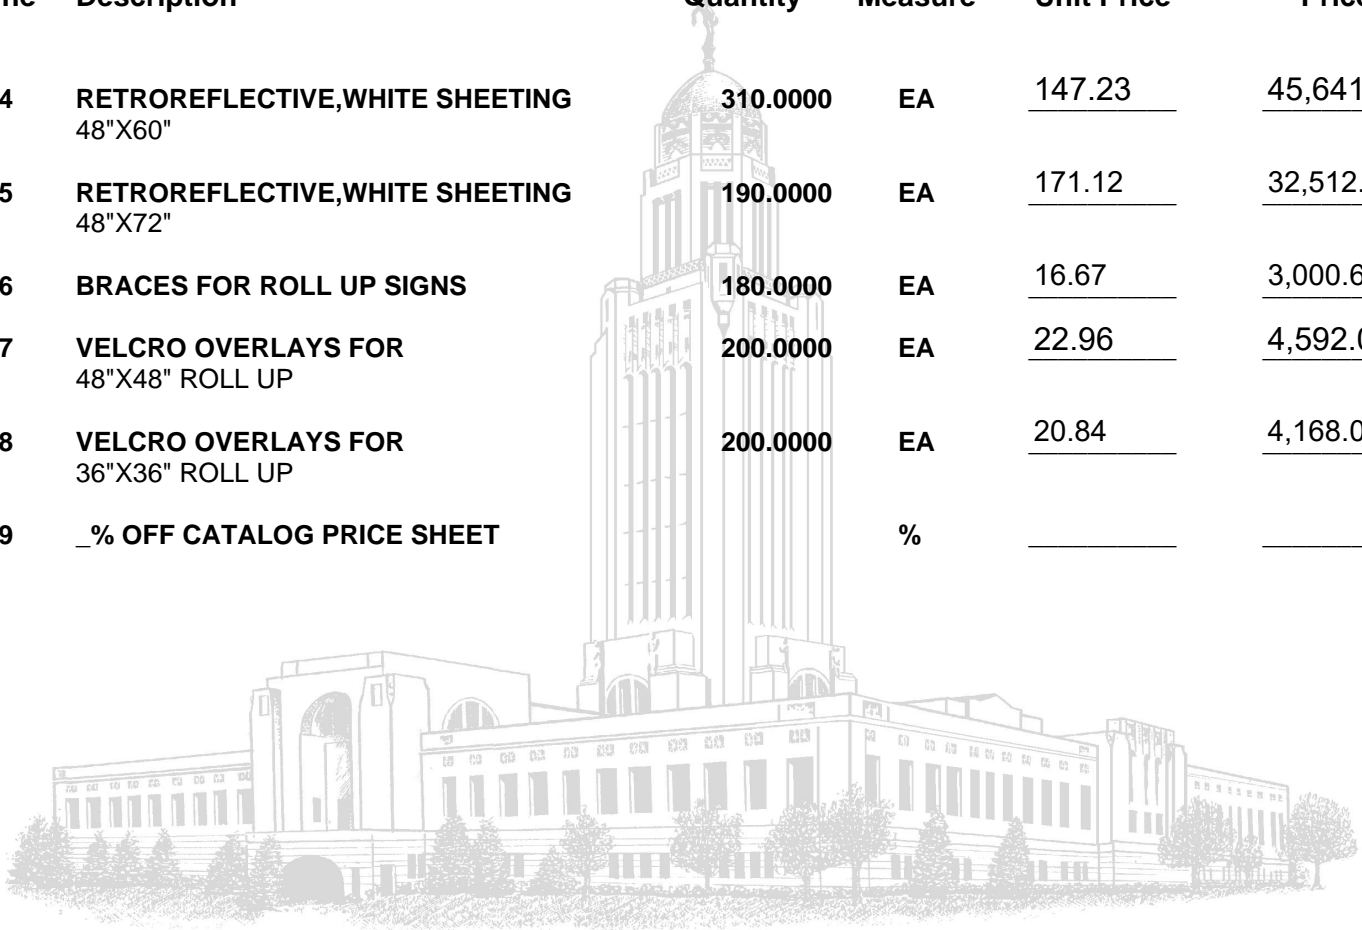 ne Description Quantity Measure Unit Price Price
4 RETROREFLECTIVE,WHITE SHEETING 310.0000 EA 147.23 45,641
48"X60"
5 RETROREFLECTIVE,WHITE SHEETING 190.0000 EA 171.12 32,512.
48"X72"
6 BRACES FOR ROLL UP SIGNS 180.0000 EA 16.67 3,000.6
7 VELCRO OVERLAYS FOR 200.0000 EA 22.96 4,592.0
48"X48" ROLL UP
8 VELCRO OVERLAYS FOR 200.0000 EA 20.84 4,168.0
36"X36" ROLL UP
9 _% OFF CATALOG PRICE SHEET %